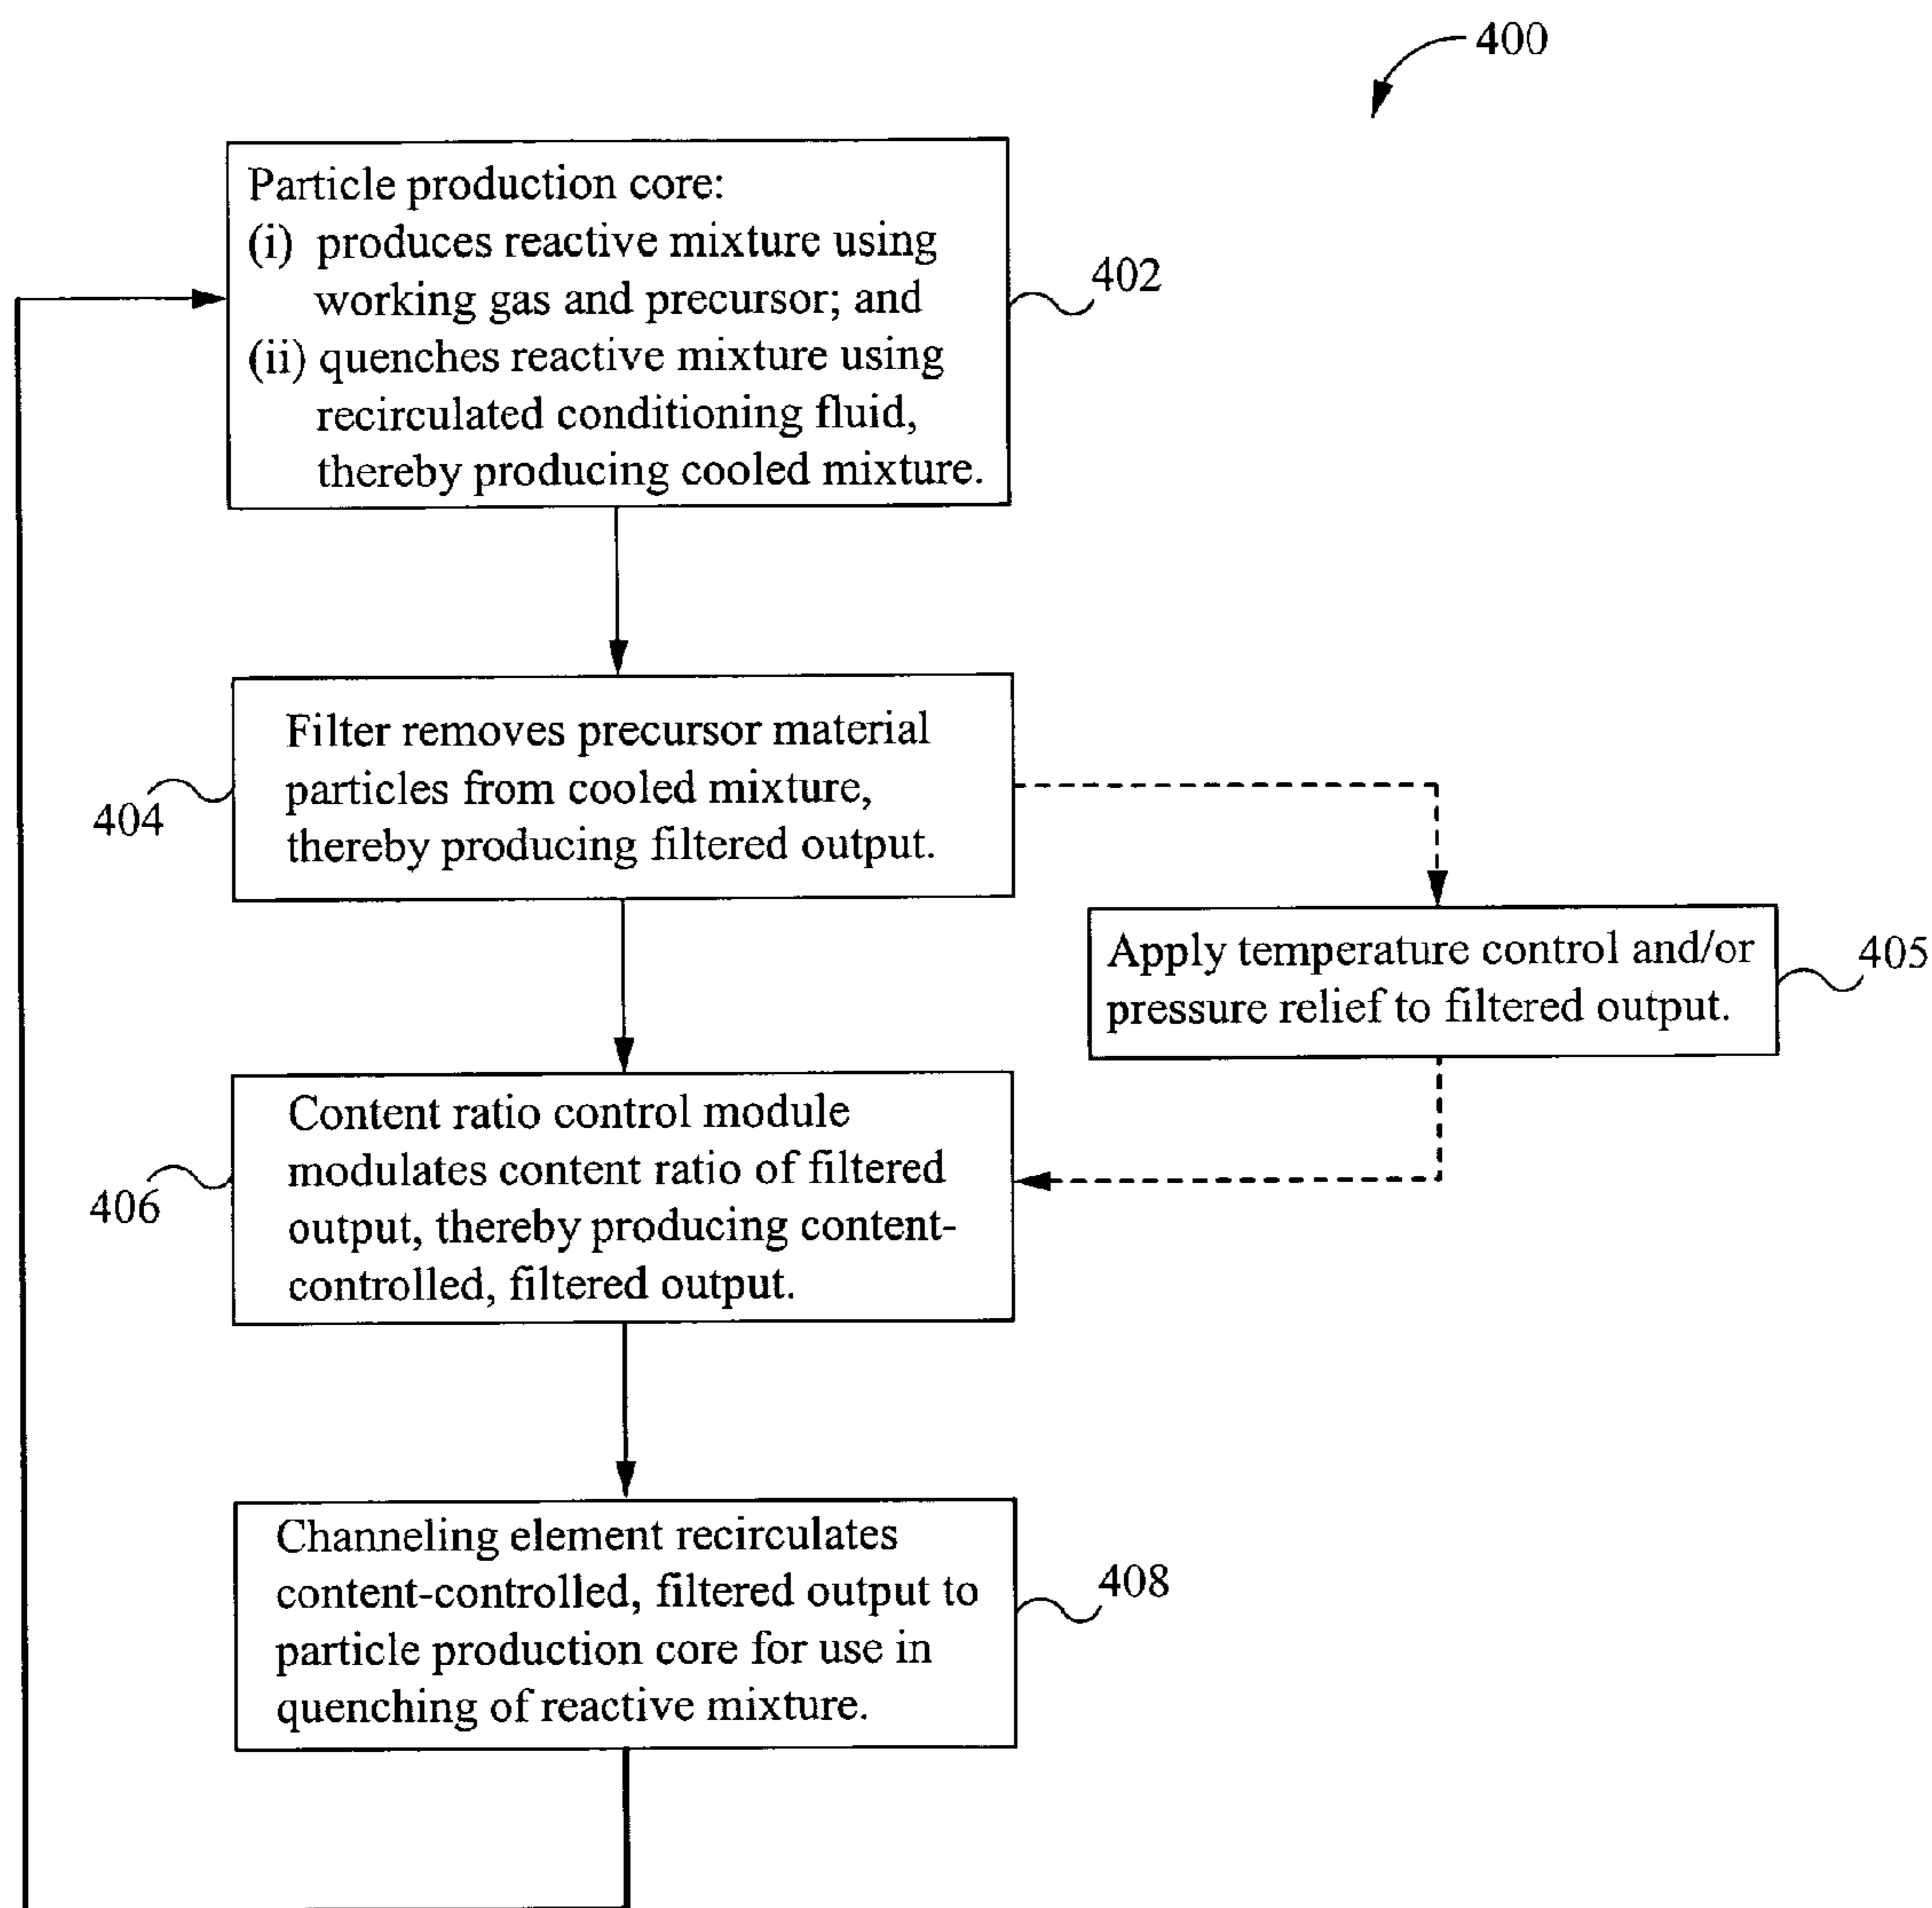 400
Particle production core:
(i) produces reactive mixture using
working gas and precursor; and
(ii) quenches reactive mixture using
recirculated conditioning fluid,
thereby producing cooled mixture.
402
Filter removes precursor material
particles from cooled mixture,
thereby producing filtered output.
404
Apply temperature control and/or
pressure relief to filtered output.
405
Content ratio control module
modulates content ratio of filtered
output, thereby producing content-
controlled, filtered output.
406
Channeling element recirculates
content-controlled, filtered output to
particle production core for use in
quenching of reactive mixture.
408